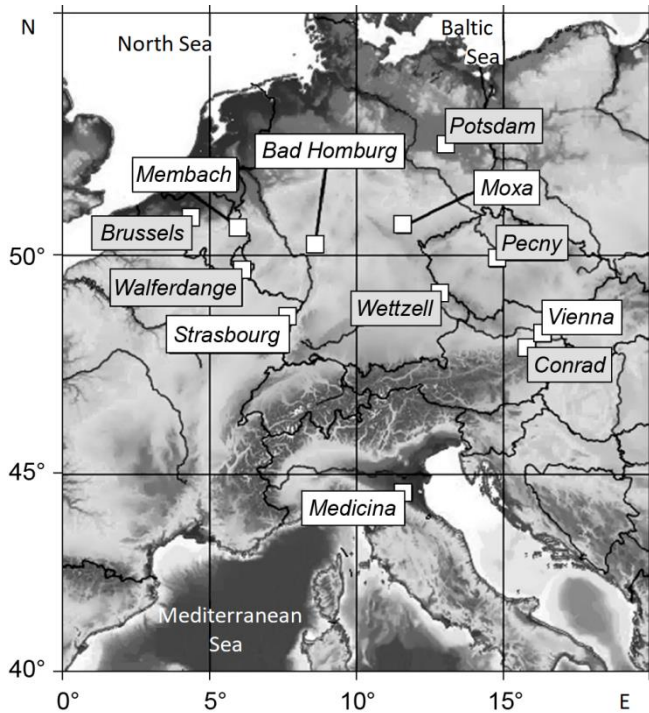 N
North Sea
Baltic
Sea
Potsdam
Bad Homburg
Membach
Moxa
Brussels
Pecny
50°
Walferdange
Wettzell
Vienna
Strasbourg
Conrad
45°
Medicina
Mediterranean
Sea
40°
0° 5° 10° 15° E